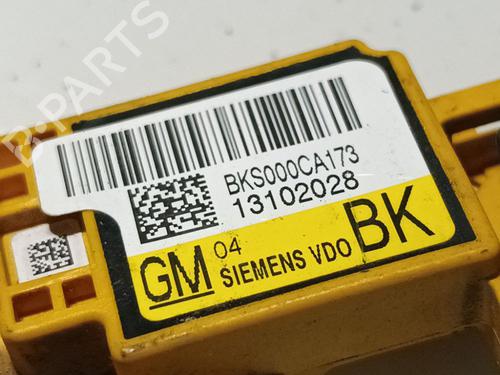 B-PARTS
BKS000CA173
13102028
GM 04 SIEMENS VDO BK